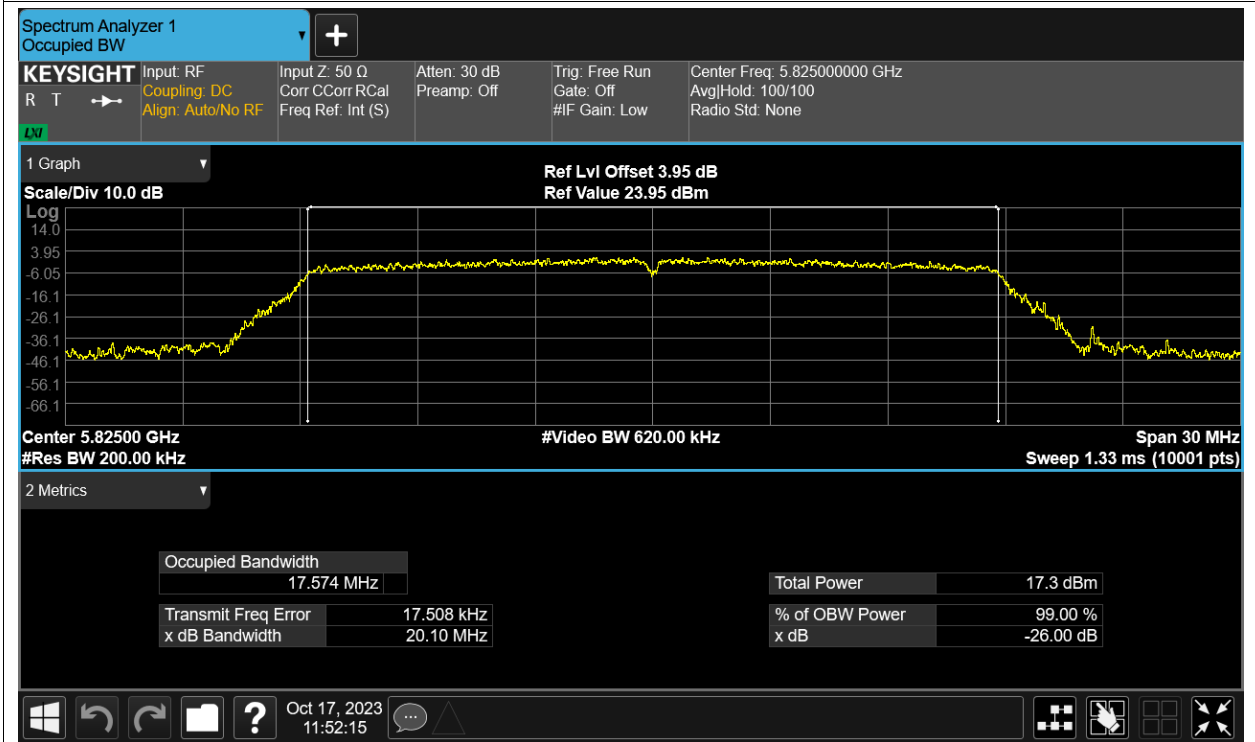 Spectrum Analyzer 1
Occupied BW
KEYSIGHT
R T
LXI
Input: RF
Coupling: DC
Align: Auto/No RF
Input Z: 50 Ω
Corr CCorr RCal
Freq Ref: Int (S)
Atten: 30 dB
Preamp: Off
Trig: Free Run
Gate: Off
#IF Gain: Low
Center Freq: 5.825000000 GHz
Avg|Hold: 100/100
Radio Std: None
1 Graph
Scale/Div 10.0 dB
Ref Lvl Offset 3.95 dB
Ref Value 23.95 dBm
Log
14.0
3.95
-6.05
-16.1
-26.1
-36.1
-46.1
-56.1
-66.1
Center 5.82500 GHz
#Video BW 620.00 kHz
Span 30 MHz
#Res BW 200.00 kHz
Sweep 1.33 ms (10001 pts)
2 Metrics
Occupied Bandwidth
17.574 MHz
Total Power 17.3 dBm
Transmit Freq Error 17.508 kHz
% of OBW Power 99.00 %
x dB Bandwidth 20.10 MHz
x dB -26.00 dB
?
Oct 17, 2023
11:52:15